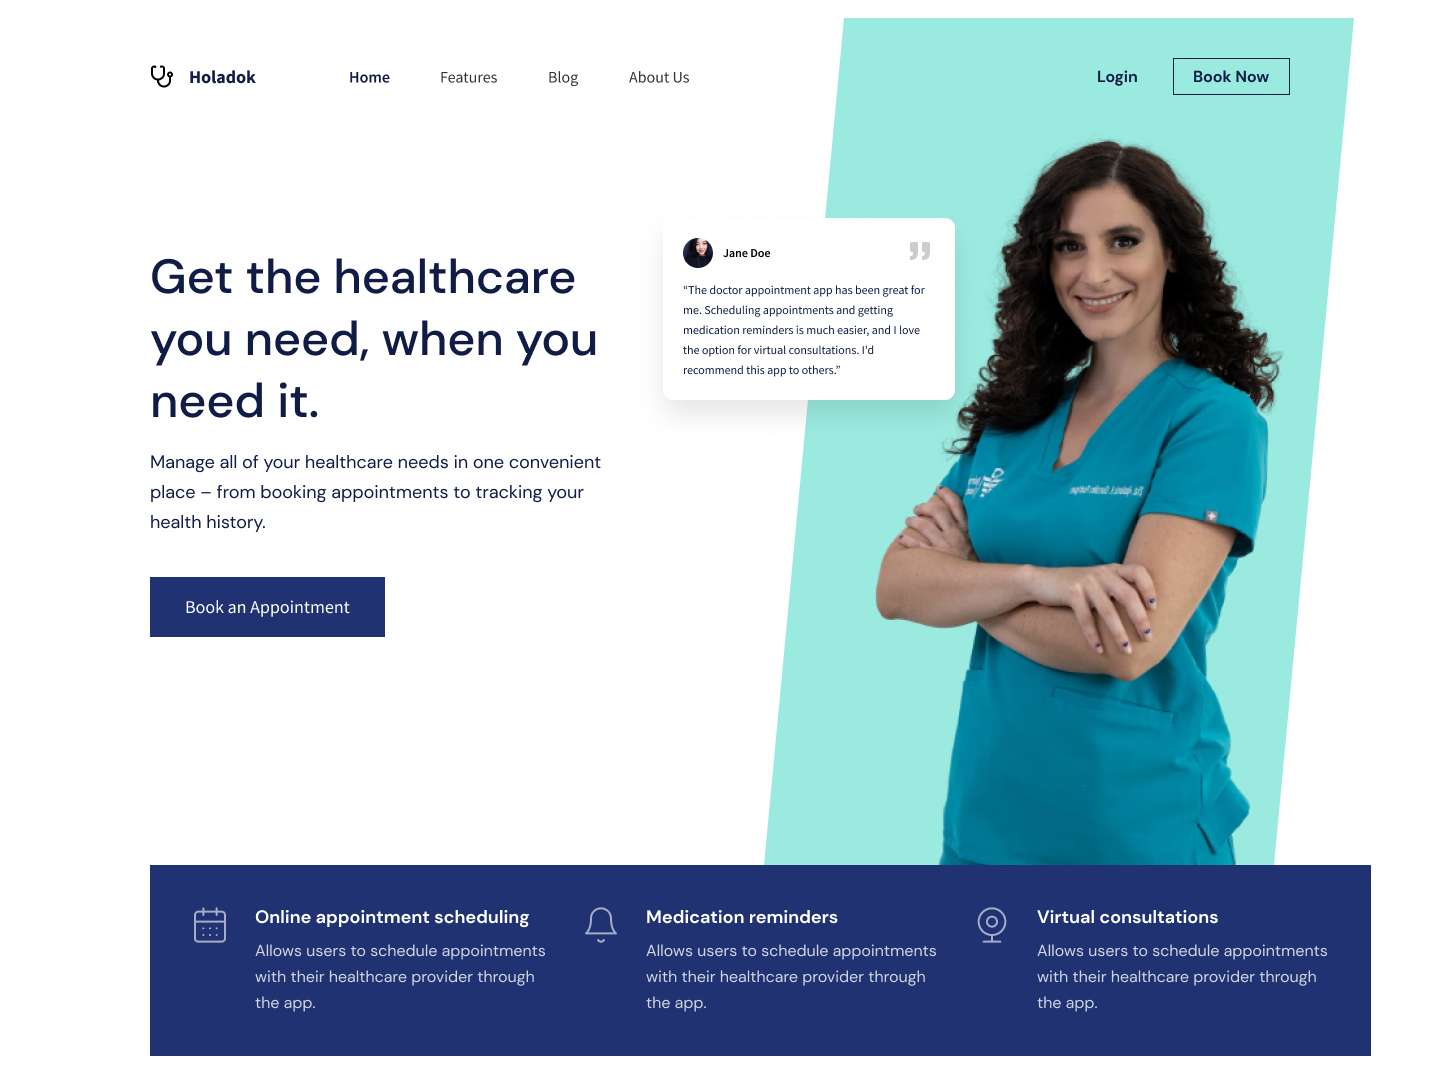 Holadok
Home
Features
Blog
About Us
Login
Book Now
Get the healthcare
you need, when you
need it.
Manage all of your healthcare needs in one convenient
place – from booking appointments to tracking your
health history.
Book an Appointment
Jane Doe
“The doctor appointment app has been great for
me. Scheduling appointments and getting
medication reminders is much easier, and I love
the option for virtual consultations. I'd
recommend this app to others.”
Online appointment scheduling
Allows users to schedule appointments
with their healthcare provider through
the app.
Medication reminders
Allows users to schedule appointments
with their healthcare provider through
the app.
Virtual consultations
Allows users to schedule appointments
with their healthcare provider through
the app.